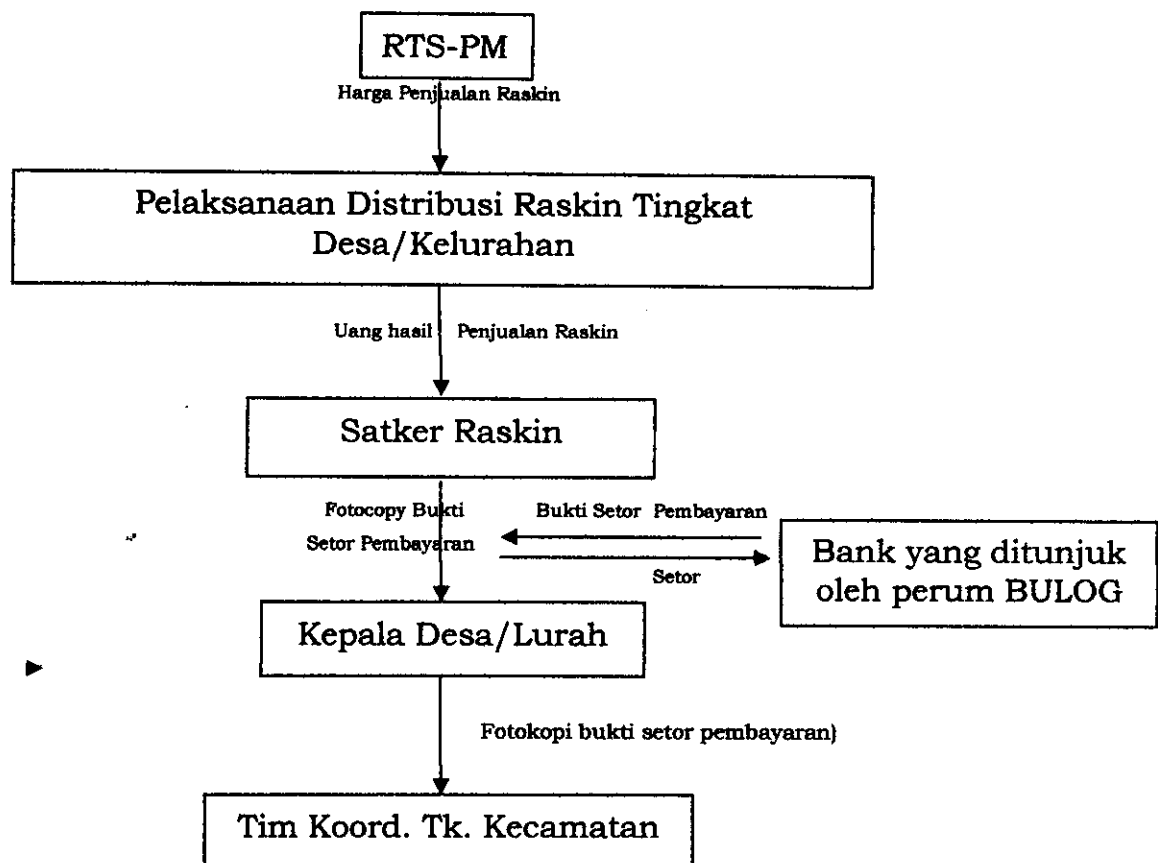 RTS-PM
Harga Penjualan Raskin
Pelaksanaan Distribusi Raskin Tingkat
Desa/Kelurahan
Uang hasil Penjualan Raskin
Satker Raskin
Fotocopy Bukti
Setor Pembayaran
Bukti Setor Pembayaran
Setor
Bank yang ditunjuk
oleh perum BULOG
Kepala Desa/Lurah
Fotokopi bukti setor pembayaran)
Tim Koord. Tk. Kecamatan